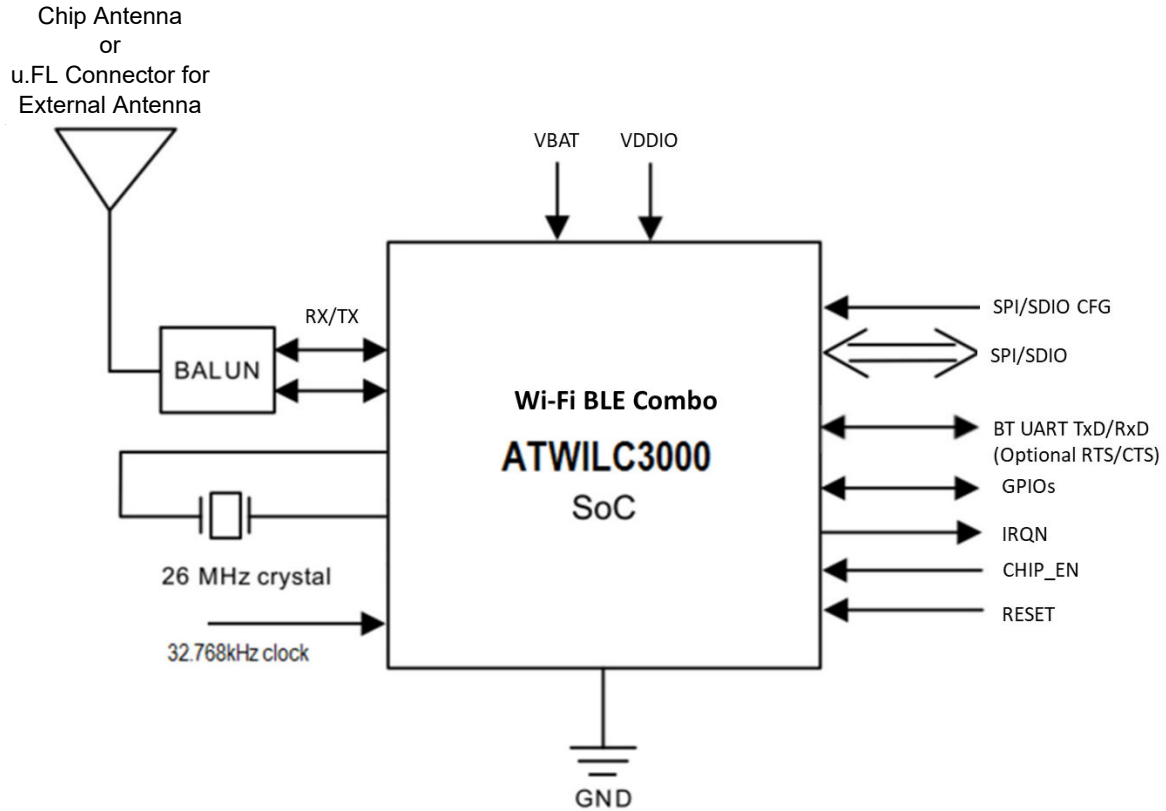 Chip Antenna
or
u.FL Connector for
External Antenna
VBAT
VDDIO
RX/TX
BALUN
26 MHz crystal
32.768kHz clock
Wi-Fi BLE Combo
ATWILC3000
SoC
SPI/SDIO CFG
SPI/SDIO
BT UART TxD/RxD
(Optional RTS/CTS)
GPIOs
IRQN
CHIP_EN
RESET
GND